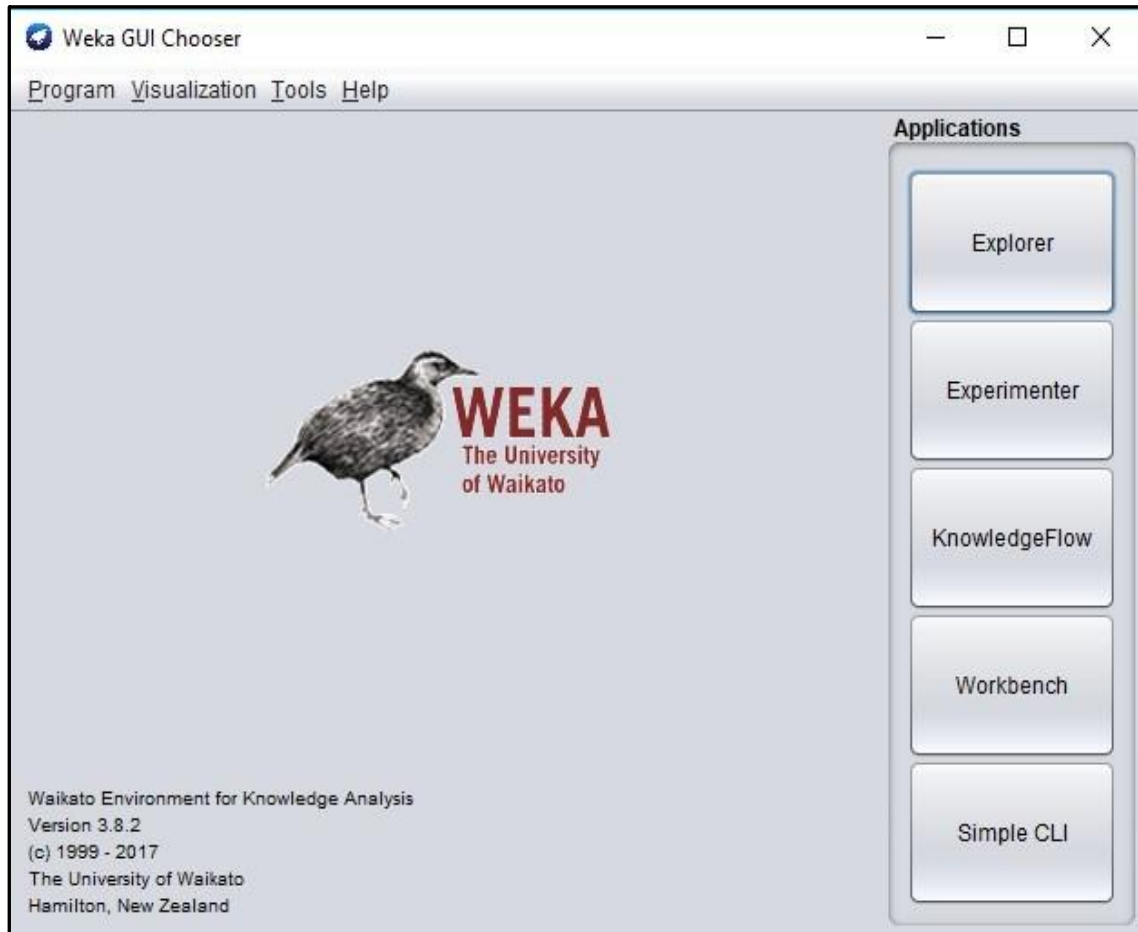 Weka GUI Chooser
Program Visualization Tools Help
Applications
Explorer
Experimenter
KnowledgeFlow
Workbench
Simple CLI
WEKA
The University
of Waikato
Waikato Environment for Knowledge Analysis
Version 3.8.2
(c) 1999 - 2017
The University of Waikato
Hamilton, New Zealand